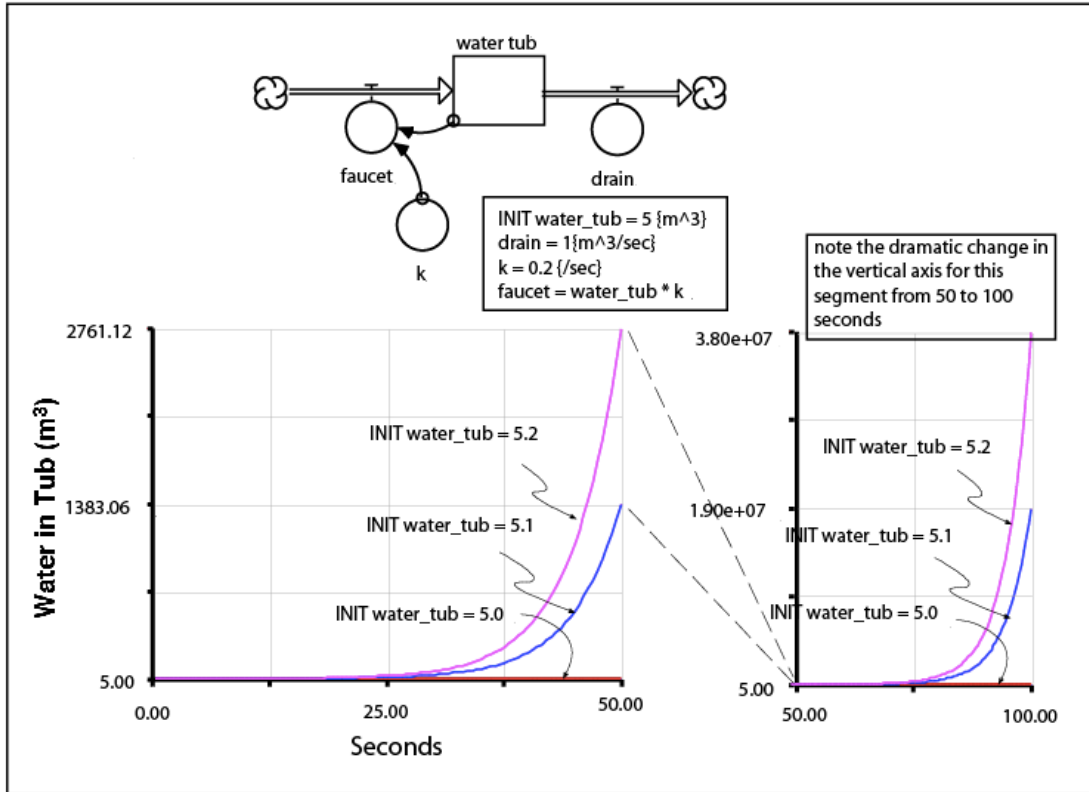 water tub
faucet
drain
k
INIT water_tub = 5 {m^3}
drain = 1{m^3/sec}
k = 0.2 {/sec}
faucet = water_tub * k
note the dramatic change in
the vertical axis for this
segment from 50 to 100
seconds
2761.12
1383.06
5.00
Water in Tub (m³)
INIT water_tub = 5.2
INIT water_tub = 5.1
INIT water_tub = 5.0
0.00
25.00
50.00
Seconds
3.80e+07
1.90e+07
5.00
INIT water_tub = 5.2
INIT water_tub = 5.1
INIT water_tub = 5.0
50.00
100.00